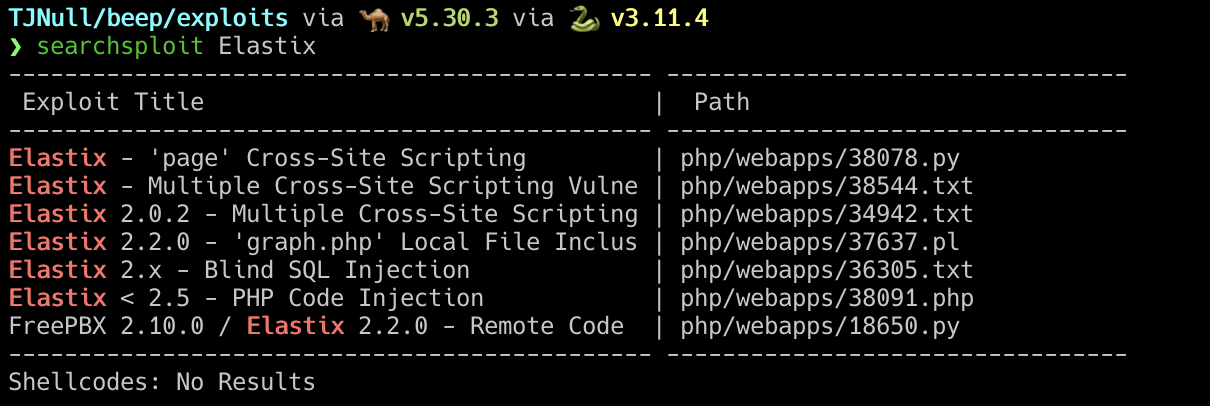 TJNull/beep/exploits via 🐪 v5.30.3 via 🐍 v3.11.4
❯ searchsploit Elastix
---------------------------------------------- ---------------------------------
 Exploit Title                                |  Path
---------------------------------------------- ---------------------------------
Elastix - 'page' Cross-Site Scripting         | php/webapps/38078.py
Elastix - Multiple Cross-Site Scripting Vulne | php/webapps/38544.txt
Elastix 2.0.2 - Multiple Cross-Site Scripting | php/webapps/34942.txt
Elastix 2.2.0 - 'graph.php' Local File Inclus | php/webapps/37637.pl
Elastix 2.x - Blind SQL Injection             | php/webapps/36305.txt
Elastix < 2.5 - PHP Code Injection            | php/webapps/38091.php
FreePBX 2.10.0 / Elastix 2.2.0 - Remote Code  | php/webapps/18650.py
---------------------------------------------- ---------------------------------
Shellcodes: No Results